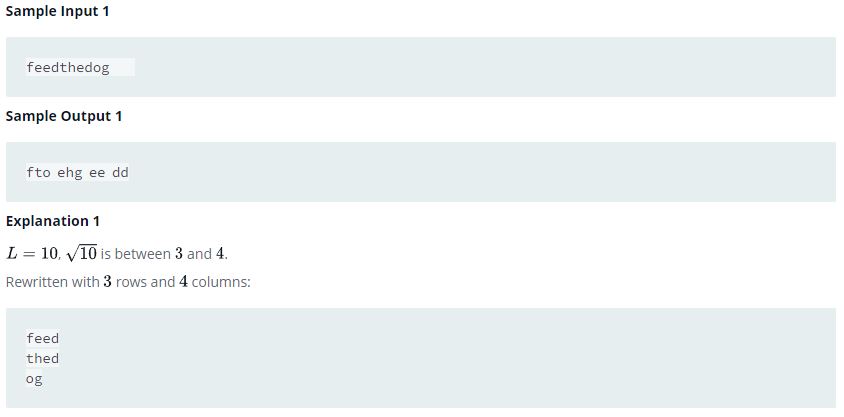 Sample Input 1
feedthedog
Sample Output 1
fto ehg ee dd
Explanation 1
L = 10, √10 is between 3 and 4.
Rewritten with 3 rows and 4 columns:
feed
thed
og